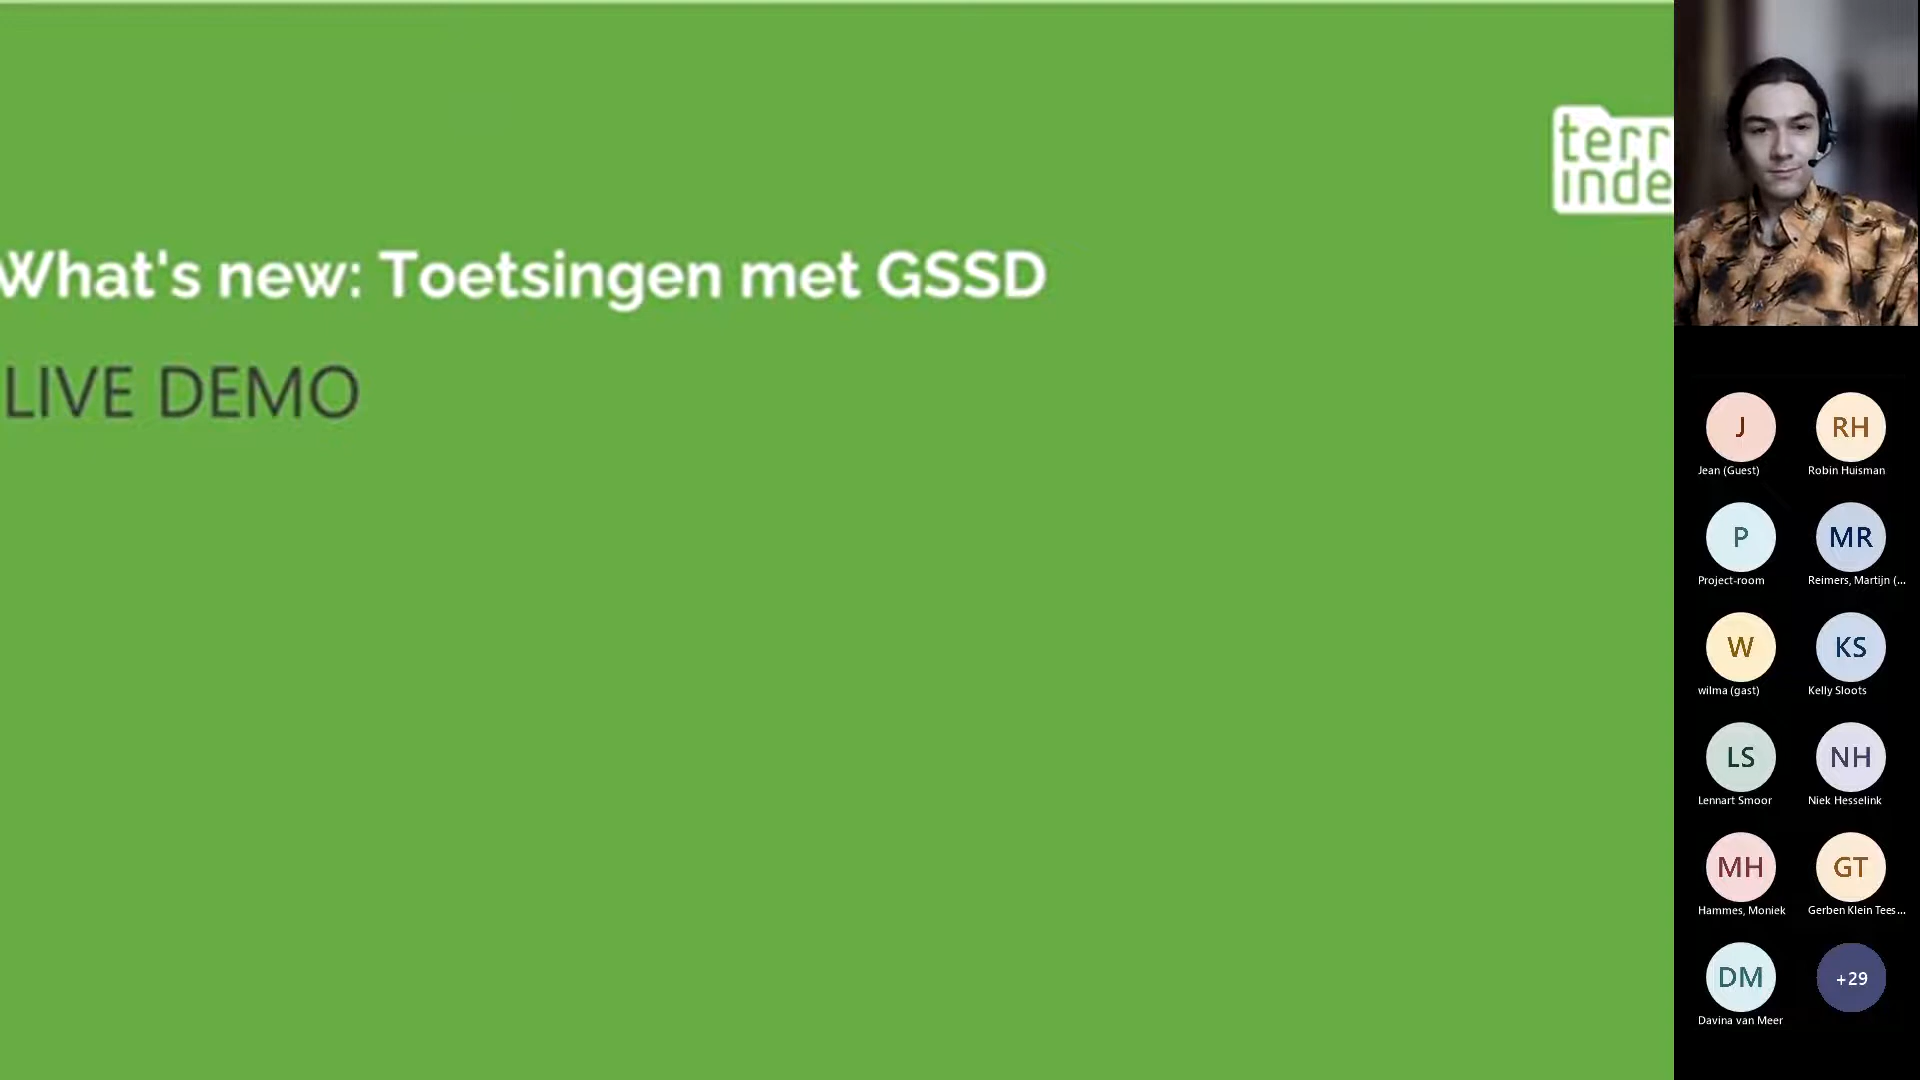 terr
inde
What's new: Toetsingen met GSSD
LIVE DEMO
J
RH
Jean (Guest)
Robin Huisman
P
MR
Project-room
Reimers, Martijn (...
W
KS
wilma (gast)
Kelly Sloots
LS
NH
Lennart Smoor
Niek Hesselink
MH
GT
Hammes, Moniek
Gerben Klein Tees...
DM
+29
Davina van Meer